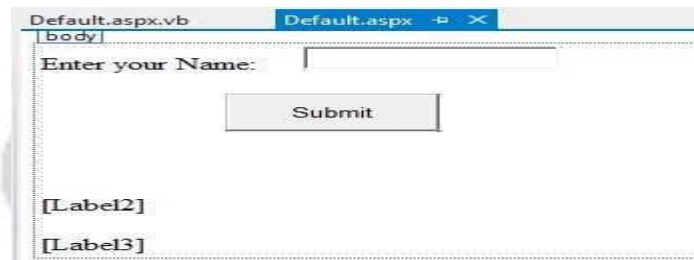 Default.aspx.vb Default.aspx
body
Enter your Name:
Submit
[Label2]
[Label3]